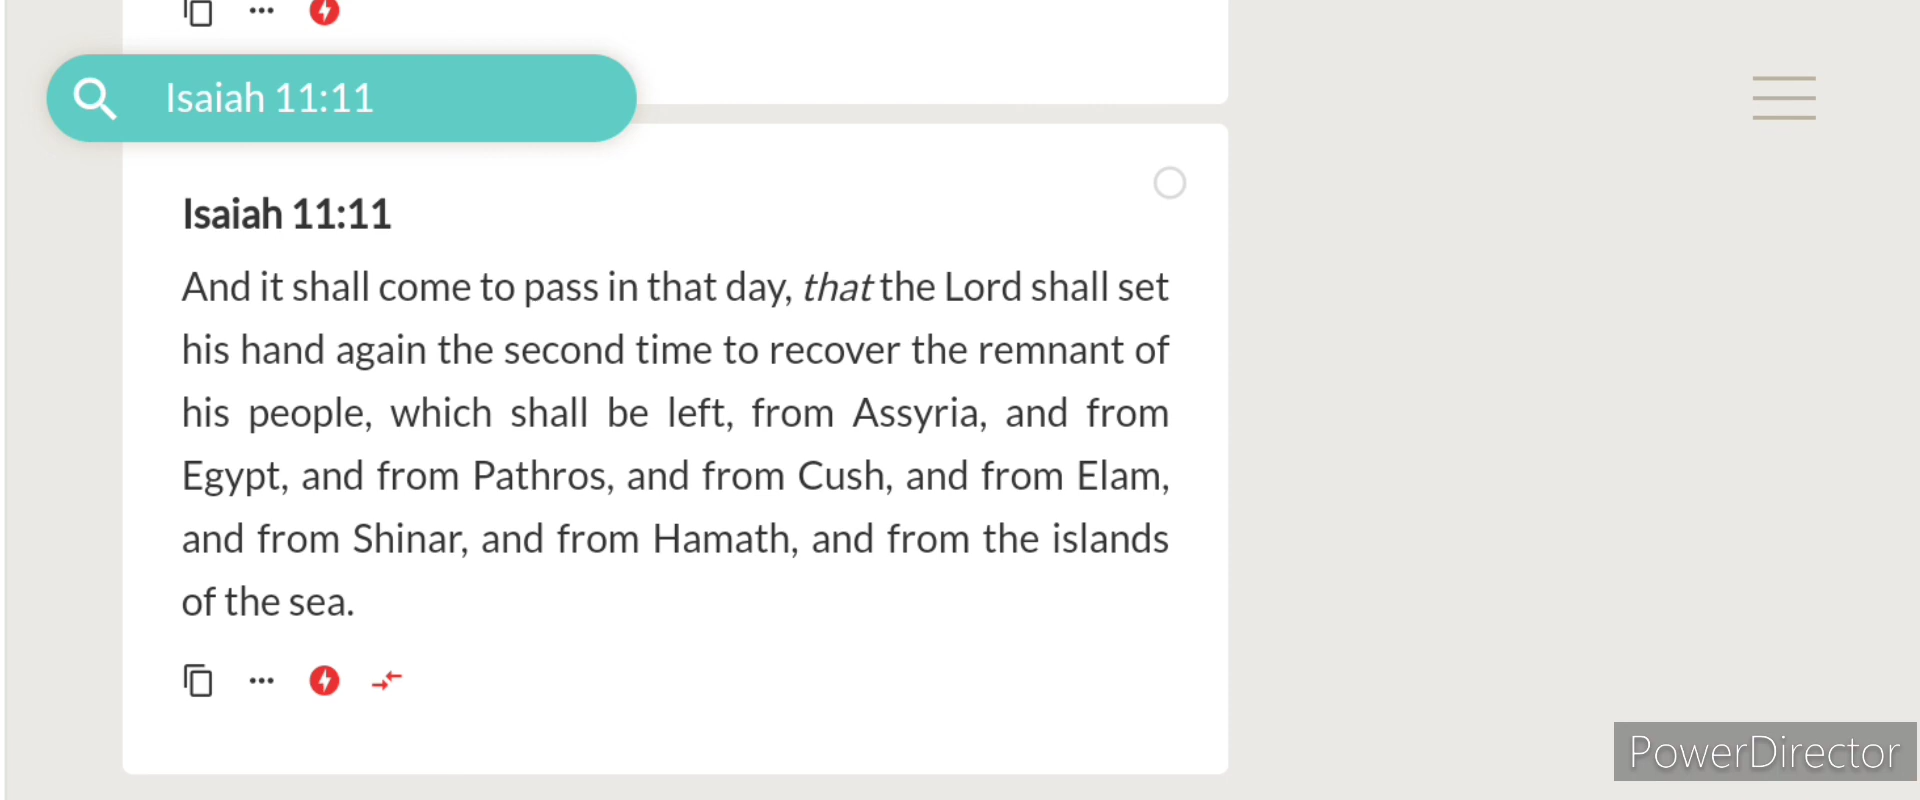 Isaiah 11:11
Isaiah 11:11
And it shall come to pass in that day, that the Lord shall set
his hand again the second time to recover the remnant of
his people, which shall be left, from Assyria, and from
Egypt, and from Pathros, and from Cush, and from Elam,
and from Shinar, and from Hamath, and from the islands
of the sea.
PowerDirector